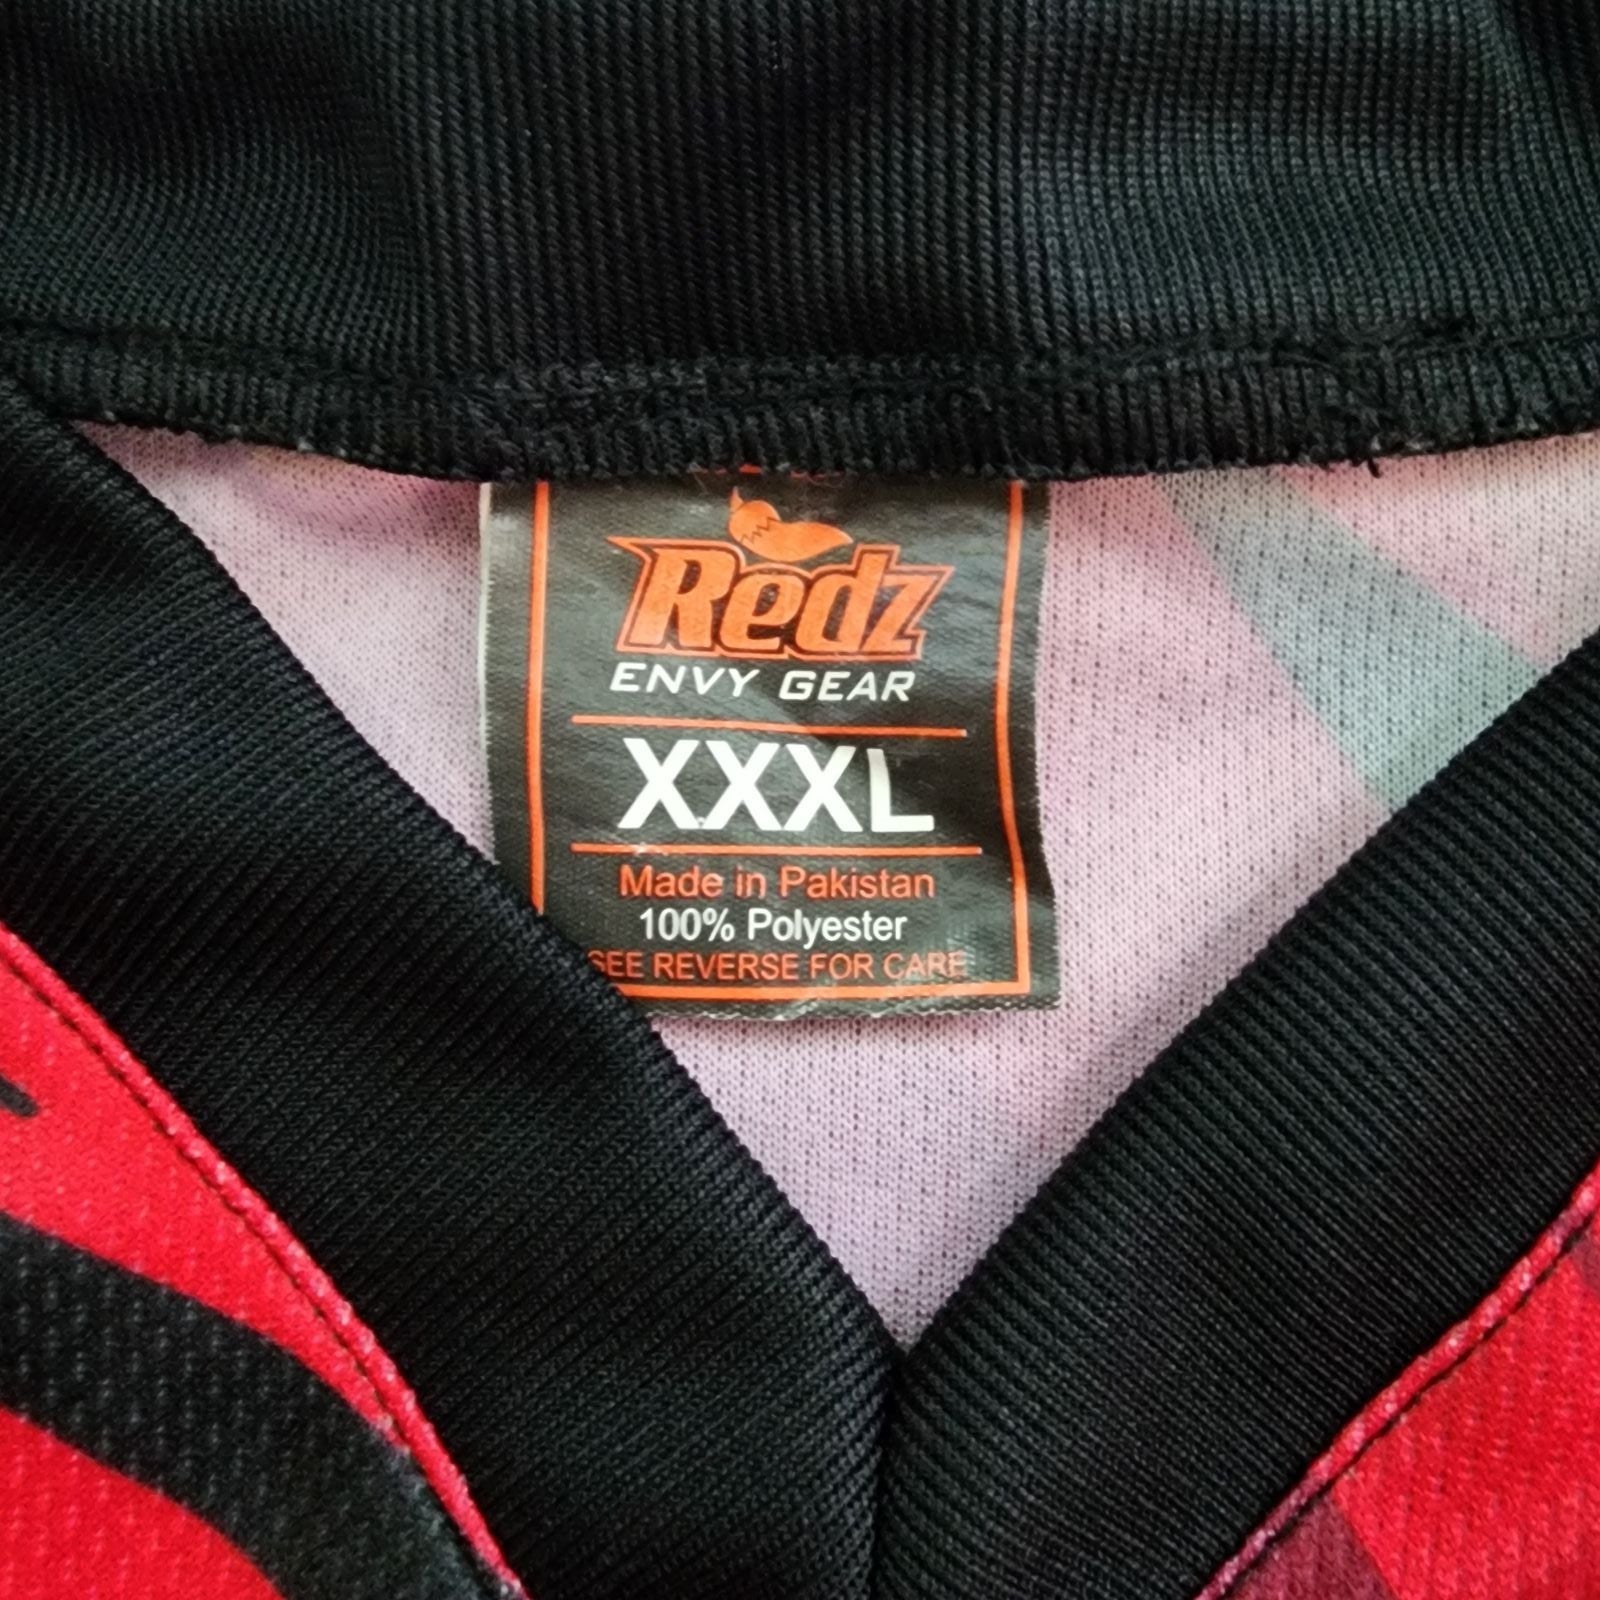 Redz
ENVY GEAR
XXXL
Made in Pakistan
100% Polyester
SEE REVERSE FOR CARE